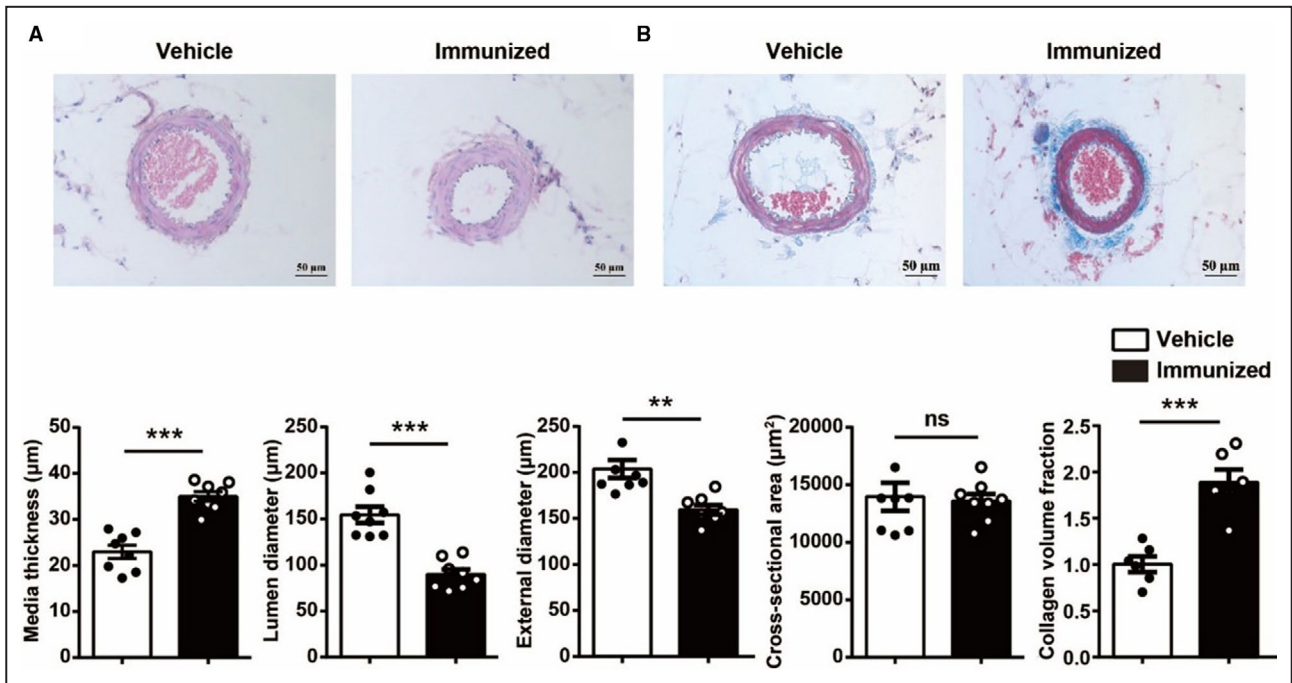 A
B
Vehicle
Immunized
Vehicle
Immunized
50 µm
50 µm
50 µm
50 µm
Vehicle
Immunized
Media thickness (µm)
50
40
30
20
10
0
***
Lumen diameter (µm)
250
200
150
100
50
0
***
External diameter (µm)
250
200
150
100
50
0
**
Cross-sectional area (µm²)
20000
15000
10000
5000
0
ns
Collagen volume fraction
2.5
2.0
1.5
1.0
0.5
0.0
***